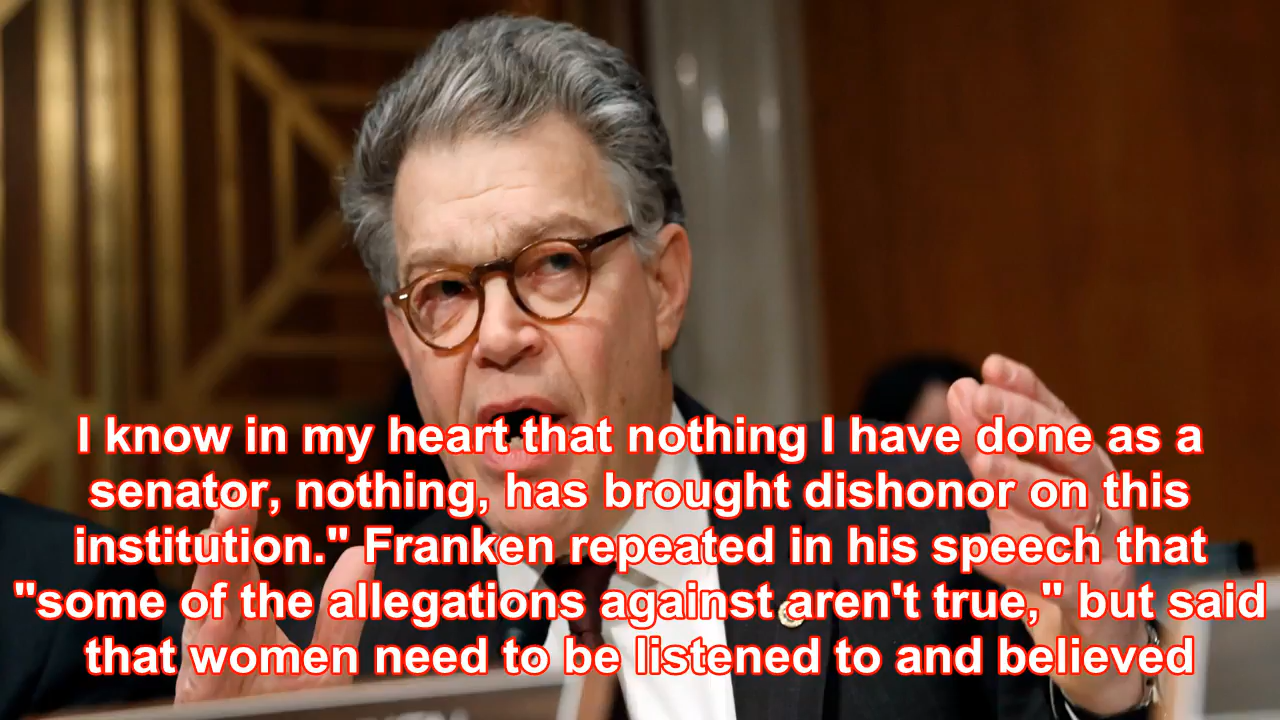 I know in my heart that nothing I have done as a
senator, nothing, has brought dishonor on this
institution." Franken repeated in his speech that
"some of the allegations against aren't true," but said
that women need to be listened to and believed